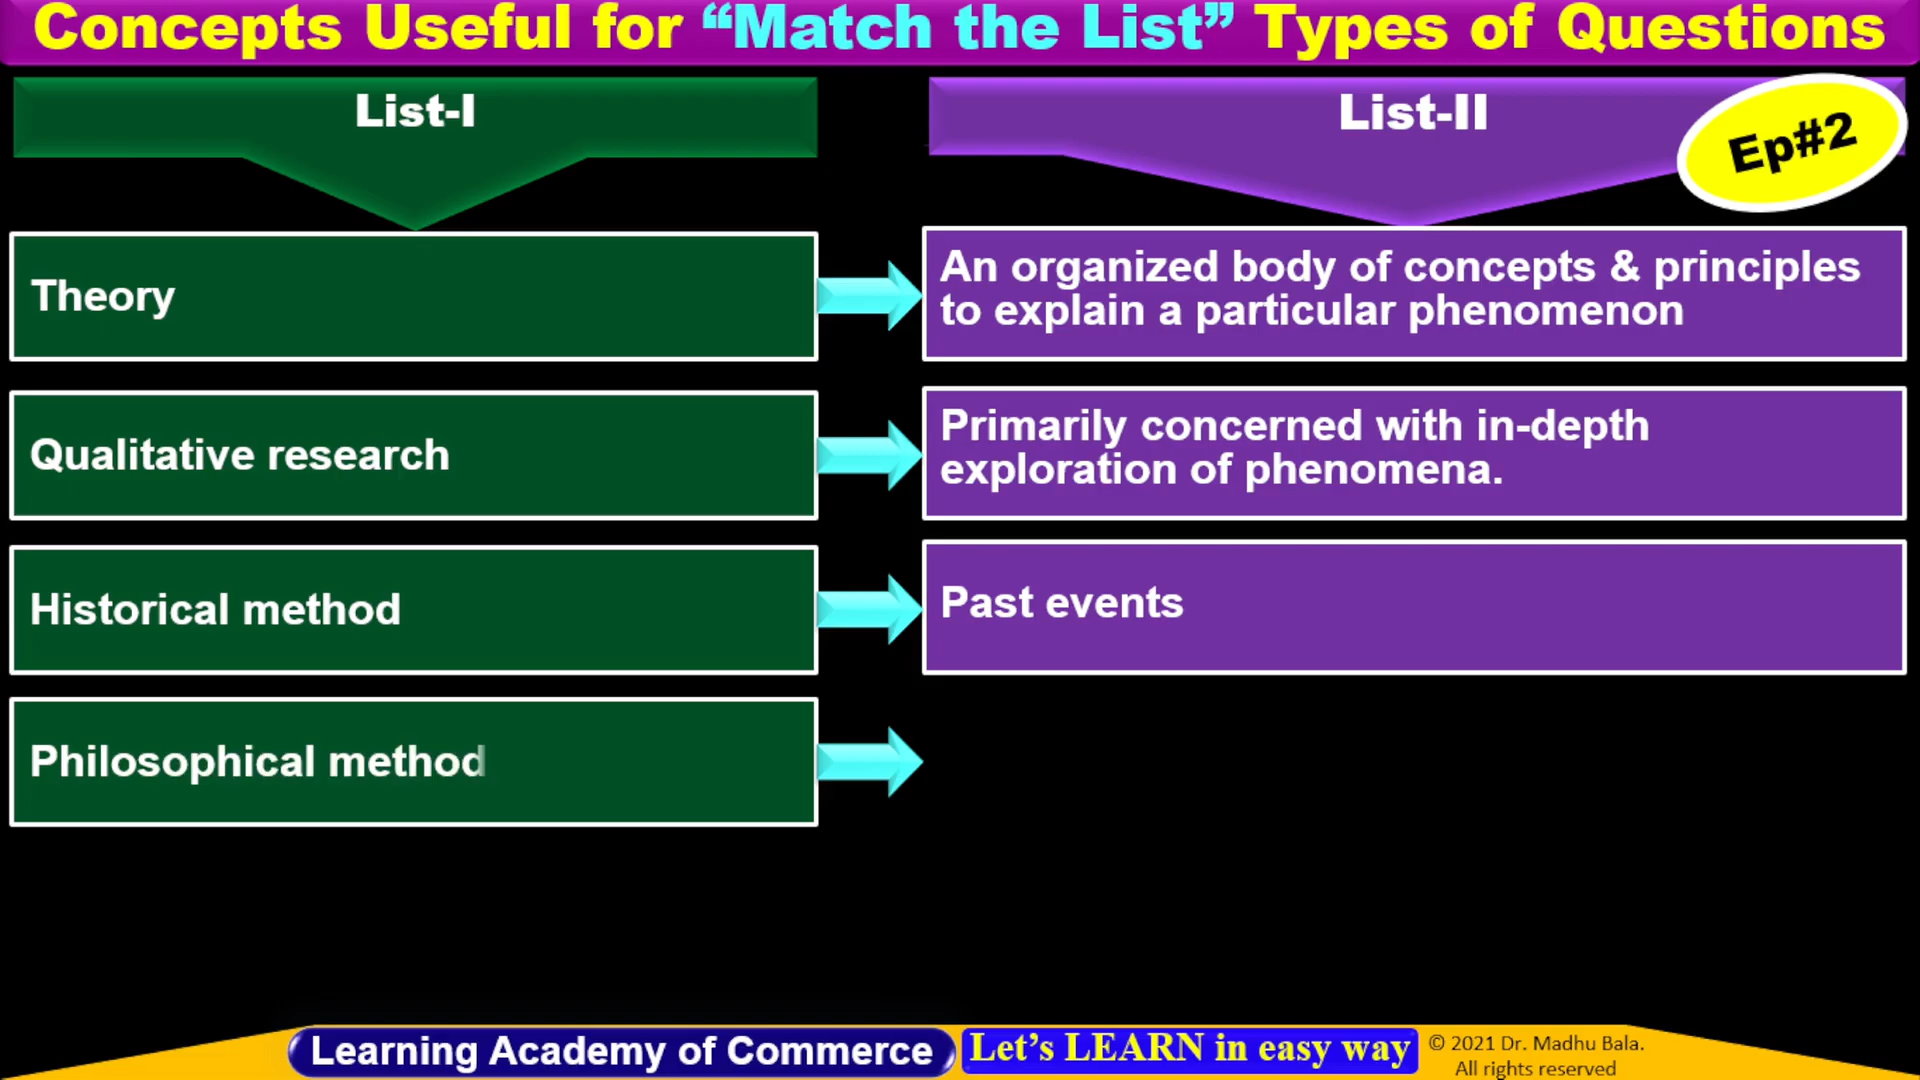 Concepts Useful for “Match the List” Types of Questions
List-I
List-II
Ep#2
Theory
An organized body of concepts & principles
to explain a particular phenomenon
Qualitative research
Primarily concerned with in-depth
exploration of phenomena.
Historical method
Past events
Philosophical method
Learning Academy of Commerce
Let’s LEARN in easy way
© 2021 Dr. Madhu Bala.
All rights reserved